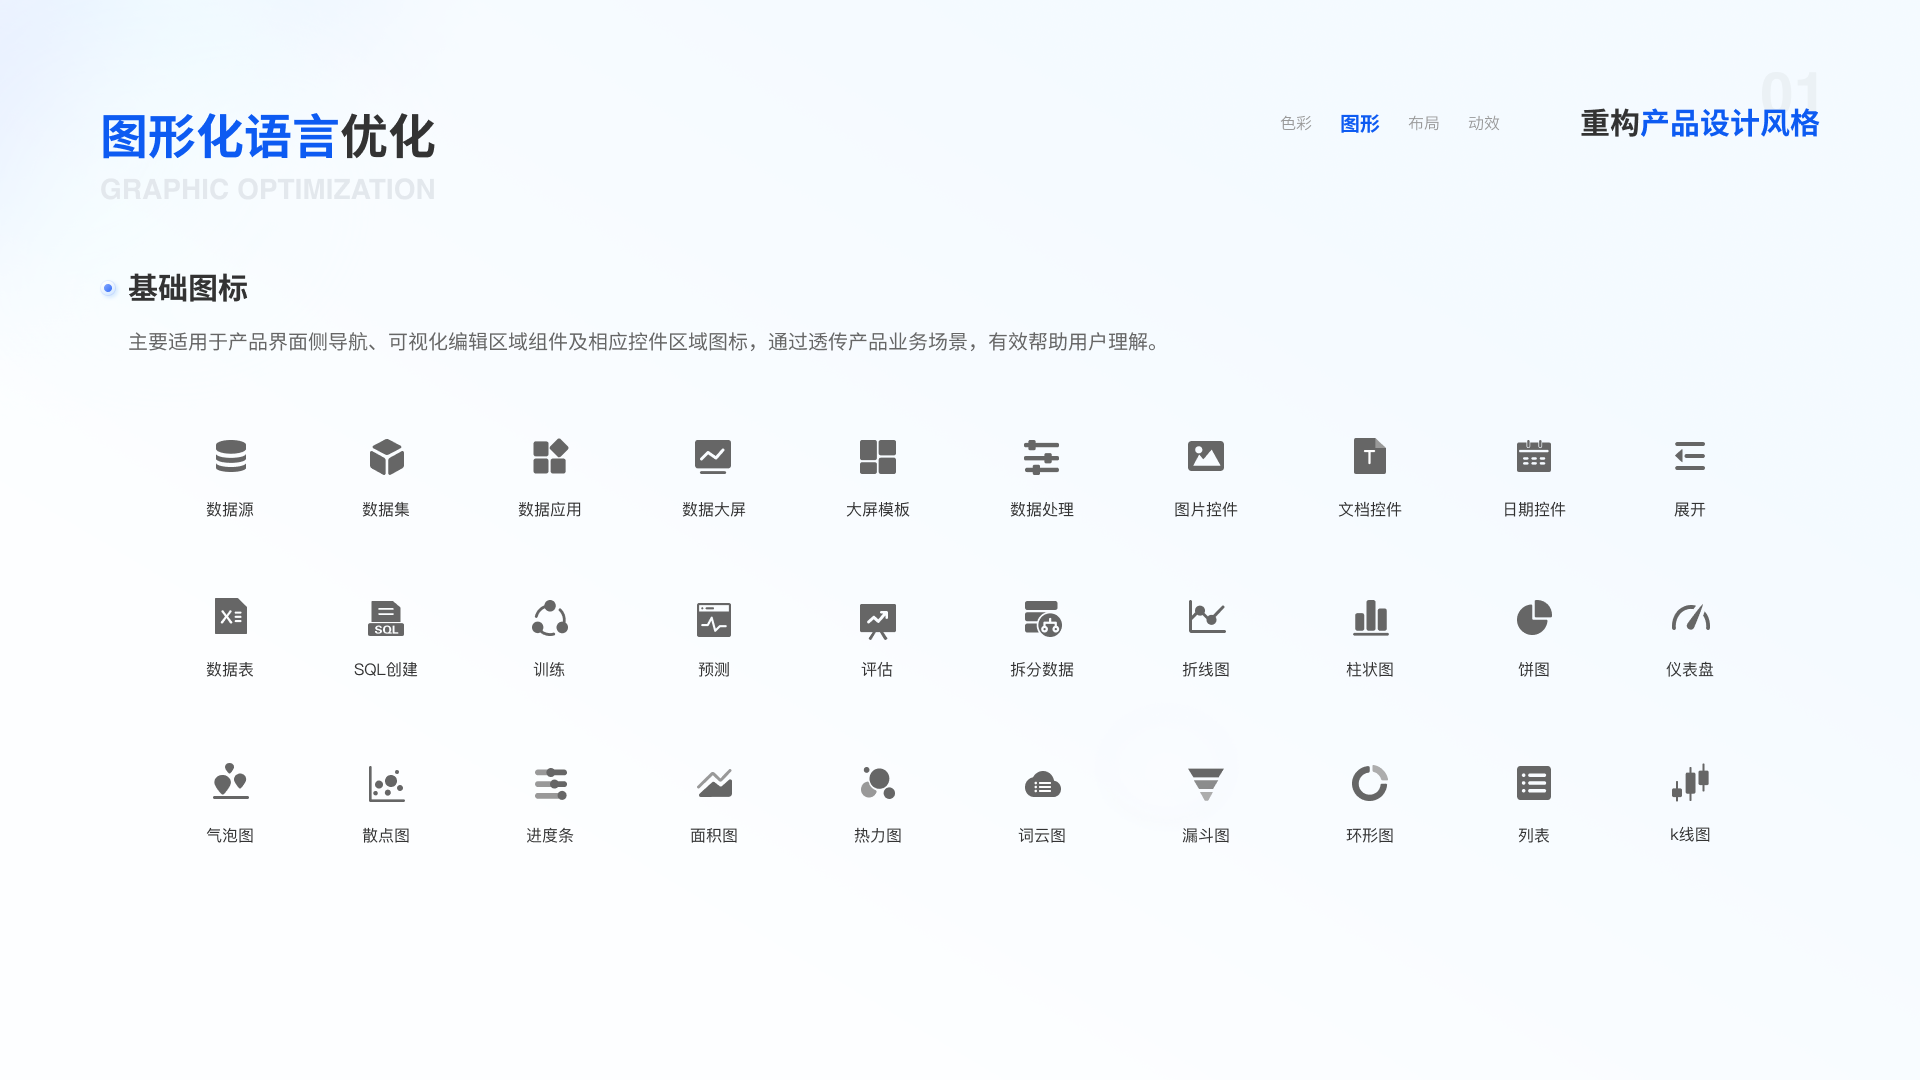 图形化语言优化
GRAPHIC OPTIMIZATION
色彩 图形 布局 动效
01
重构产品设计风格
基础图标
主要适用于产品界面侧导航、可视化编辑区域组件及相应控件区域图标，通过透传产品业务场景，有效帮助用户理解。
T
数据源 数据集 数据应用 数据大屏 大屏模板 数据处理 图片控件 文档控件 日期控件 展开
X
SQL
数据表 SQL创建 训练 预测 评估 拆分数据 折线图 柱状图 饼图 仪表盘
气泡图 散点图 进度条 面积图 热力图 词云图 漏斗图 环形图 列表 k线图